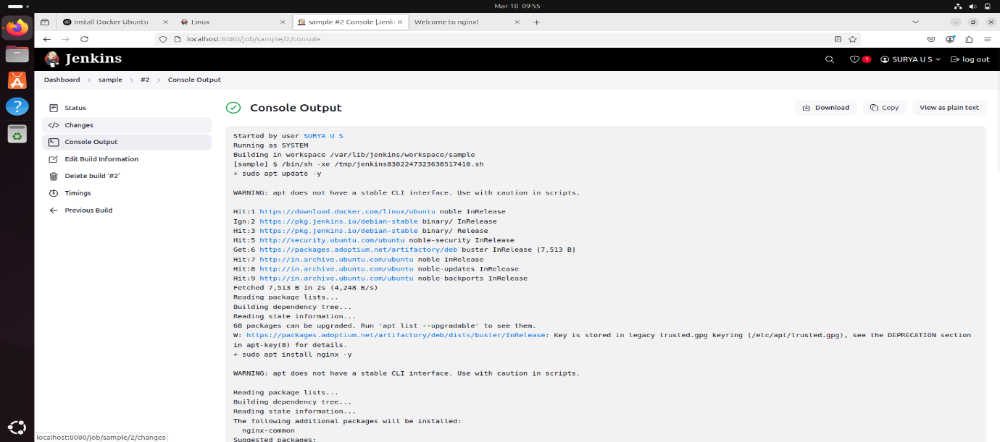 Mar 18 09:55
Install Docker Ubuntu
Linux
sample #2 Console [Jenki
Welcome to nginx!
localhost:8080/job/sample/2/console
Jenkins
1
SURYA U S
log out
Dashboard
sample
#2
Console Output
Status
Changes
Console Output
Edit Build Information
Delete build '#2'
Timings
Previous Build
Console Output
Download
Copy
View as plain text
Started by user SURYA U S
Running as SYSTEM
Building in workspace /var/lib/jenkins/workspace/sample
[sample] $ /bin/sh -xe /tmp/jenkins8302247323638517410.sh
+ sudo apt update -y
WARNING: apt does not have a stable CLI interface. Use with caution in scripts.
Hit:1 https://download.docker.com/linux/ubuntu noble InRelease
Ign:2 https://pkg.jenkins.io/debian-stable binary/ InRelease
Hit:3 https://pkg.jenkins.io/debian-stable binary/ Release
Hit:5 http://security.ubuntu.com/ubuntu noble-security InRelease
Get:6 https://packages.adoptium.net/artifactory/deb buster InRelease [7,513 B]
Hit:7 http://in.archive.ubuntu.com/ubuntu noble InRelease
Hit:8 http://in.archive.ubuntu.com/ubuntu noble-updates InRelease
Hit:9 http://in.archive.ubuntu.com/ubuntu noble-backports InRelease
Fetched 7,513 B in 2s (4,248 B/s)
Reading package lists...
Building dependency tree...
Reading state information...
68 packages can be upgraded. Run 'apt list --upgradable' to see them.
W: https://packages.adoptium.net/artifactory/deb/dists/buster/InRelease: Key is stored in legacy trusted.gpg keyring (/etc/apt/trusted.gpg), see the DEPRECATION section
in apt-key(8) for details.
+ sudo apt install nginx -y
WARNING: apt does not have a stable CLI interface. Use with caution in scripts.
Reading package lists...
Building dependency tree...
Reading state information...
The following additional packages will be installed:
nginx-common
Suggested packages:
localhost:8080/job/sample/2/changes